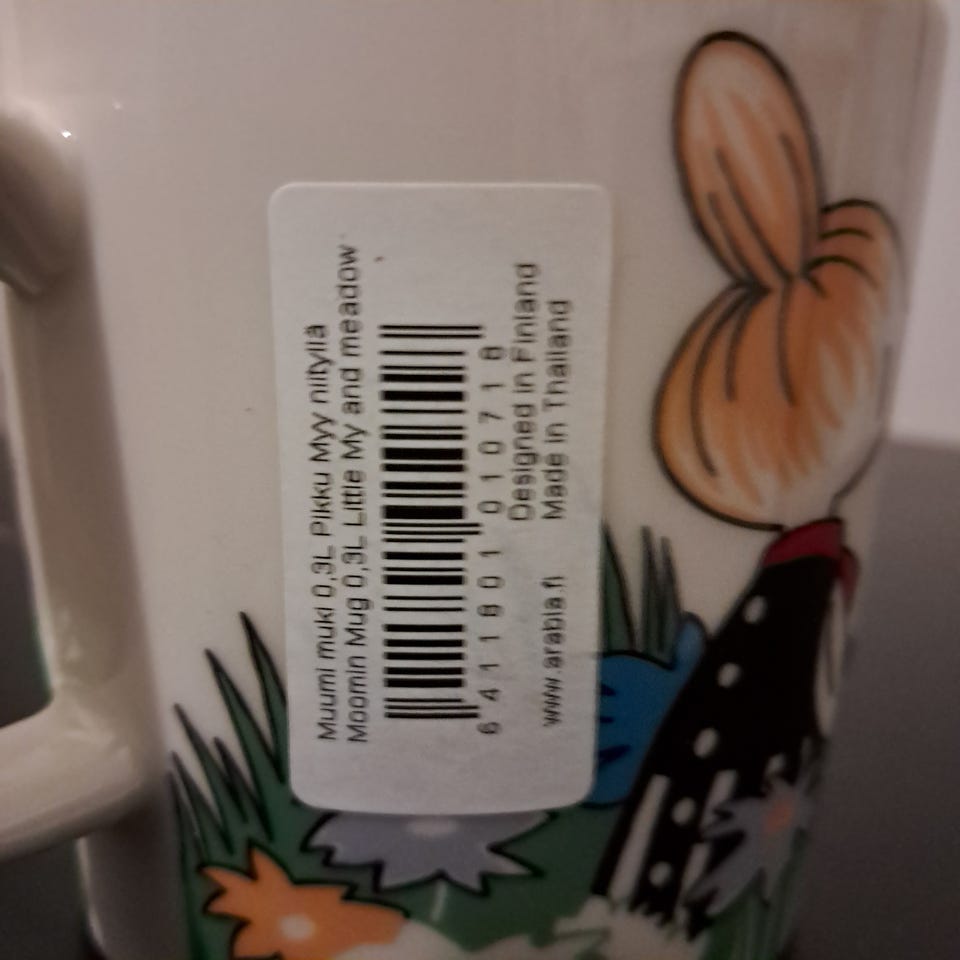 Muumi muki 0,3L Pikku Myy niityllä
Moomin Mug 0,3L Little My and meadow
6 411801 010718
Designed in Finland
www.arabia.fi Made in Thailand